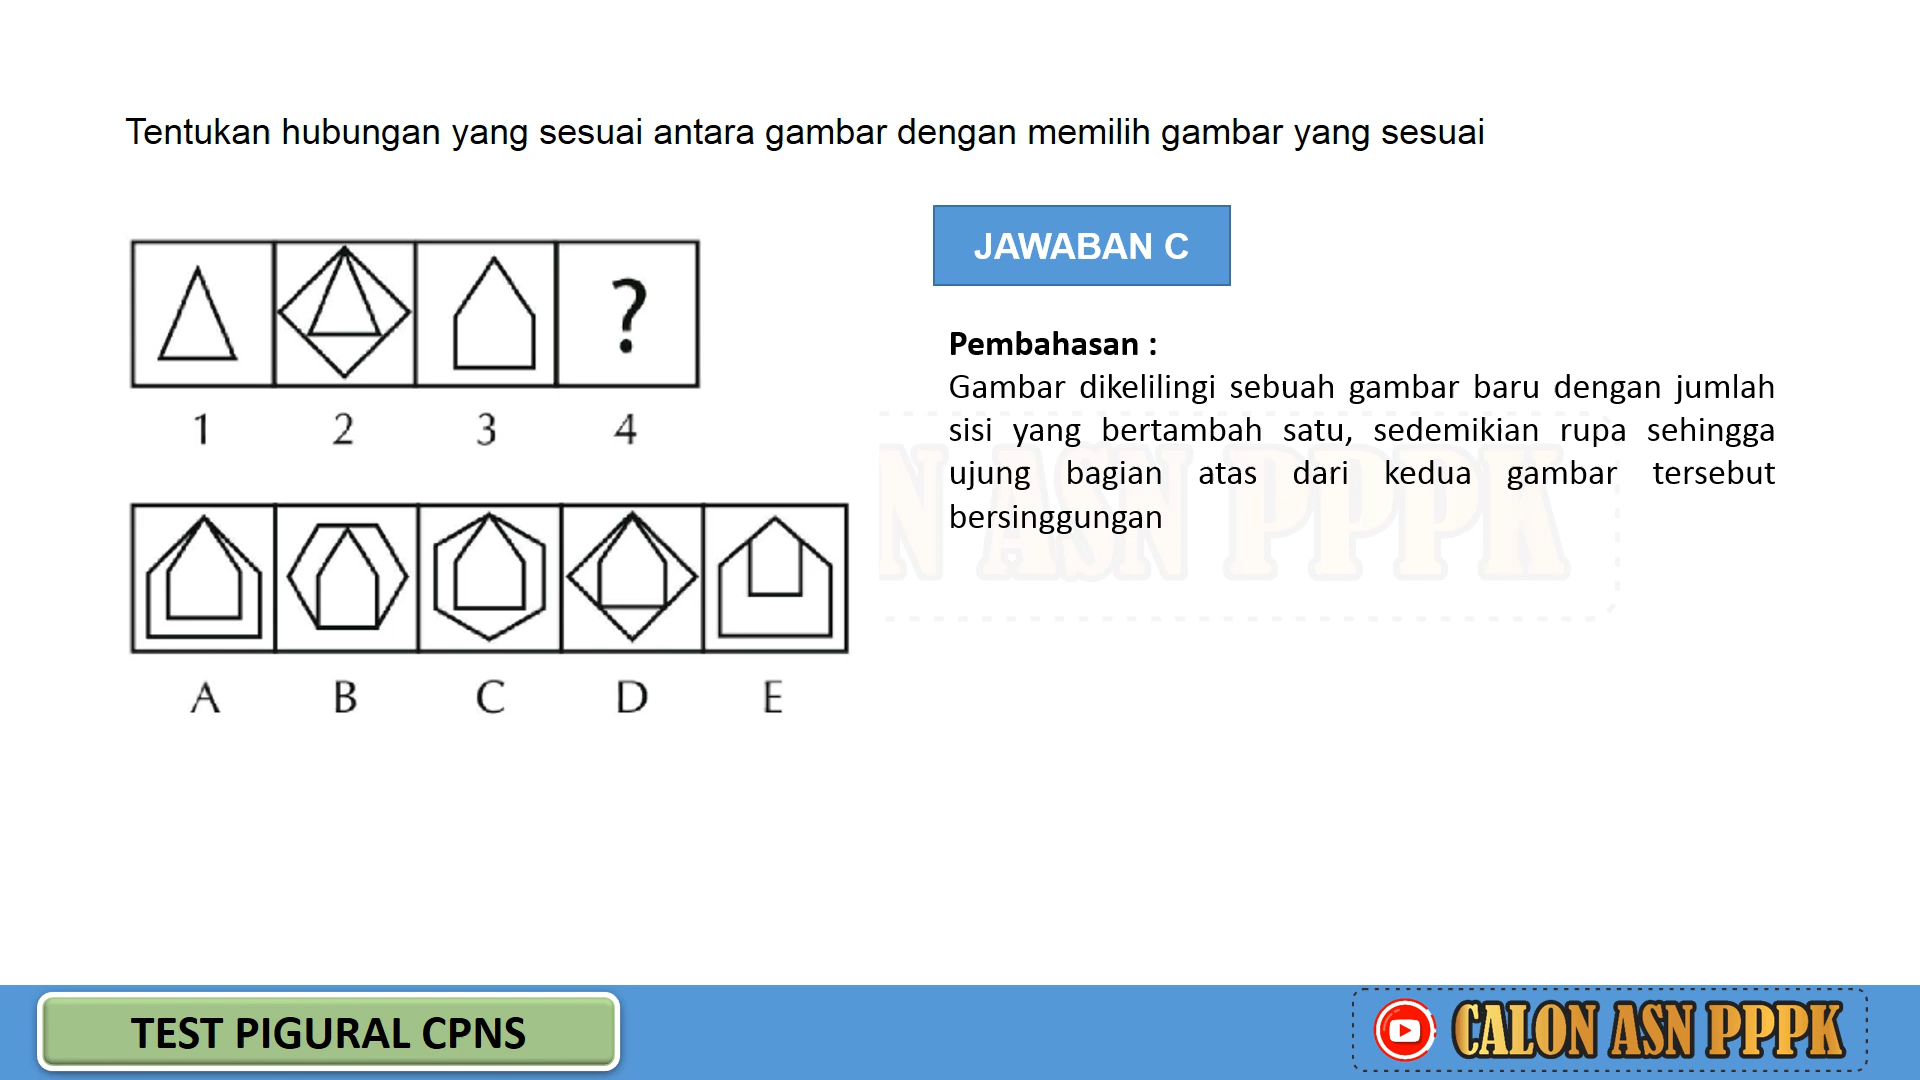 Tentukan hubungan yang sesuai antara gambar dengan memilih gambar yang sesuai
JAWABAN C
?
1 2 3 4
A B C D E
Pembahasan :
Gambar dikelilingi sebuah gambar baru dengan jumlah
sisi yang bertambah satu, sedemikian rupa sehingga
ujung bagian atas dari kedua gambar tersebut
bersinggungan
N ASN PPPK
TEST PIGURAL CPNS
CALON ASN PPPK